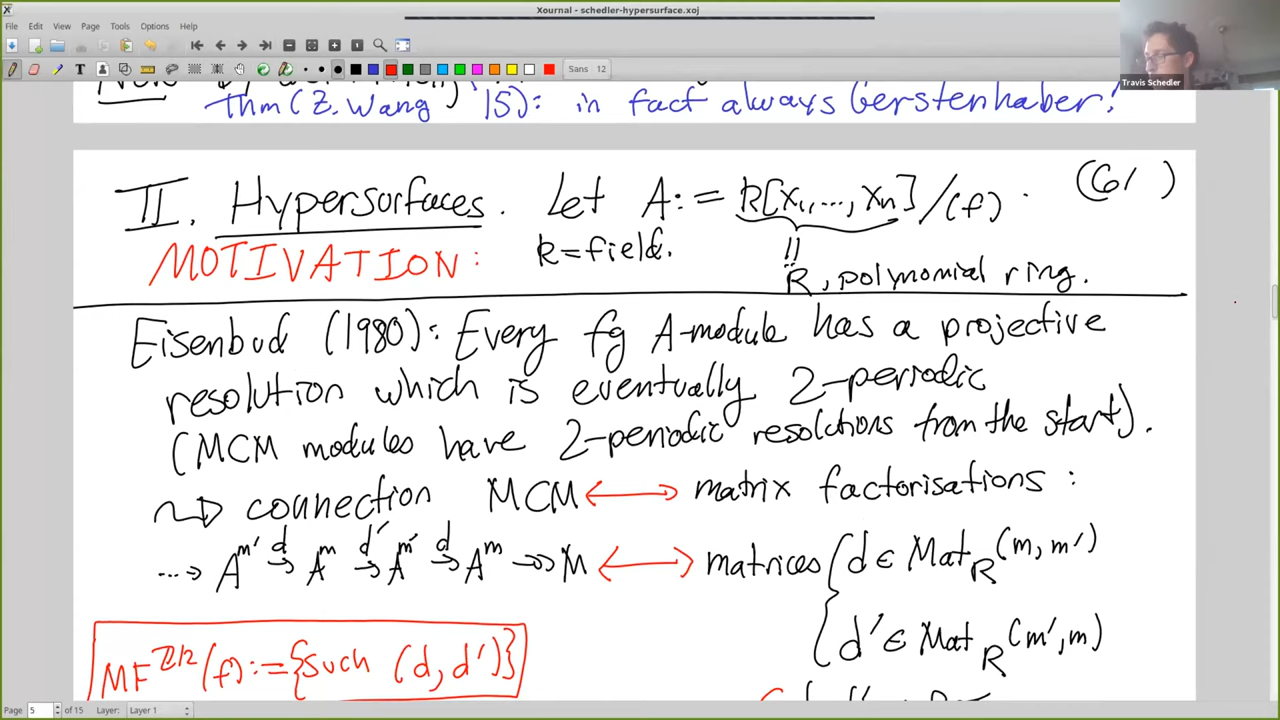 Xournal - schedler-hypersurface.xoj
File Edit View Page Tools Options Help
Sans 12
Travis Schedler
thm (Z. Wang '15): in fact always Gerstenhaber!
II. Hypersurfaces. Let A := k[x1,..., xn]/(f). (6/ )
MOTIVATION: k=field. R, polynomial ring.
Eisenbud (1980): Every fg A-module has a projective
resolution which is eventually 2-periodic
(MCM modules have 2-periodic resolutions from the start).
⇝ connection MCM ↔ matrix factorisations:
... → A^m' →^d A^m →^d' A^m' →^d A^m ↠ M ↔ matrices { d ∈ Mat_R (m, m')
d' ∈ Mat_R (m', m)
MF^Z/2 (f) := {such (d, d')}
Page 5 of 15 Layer: Layer 1